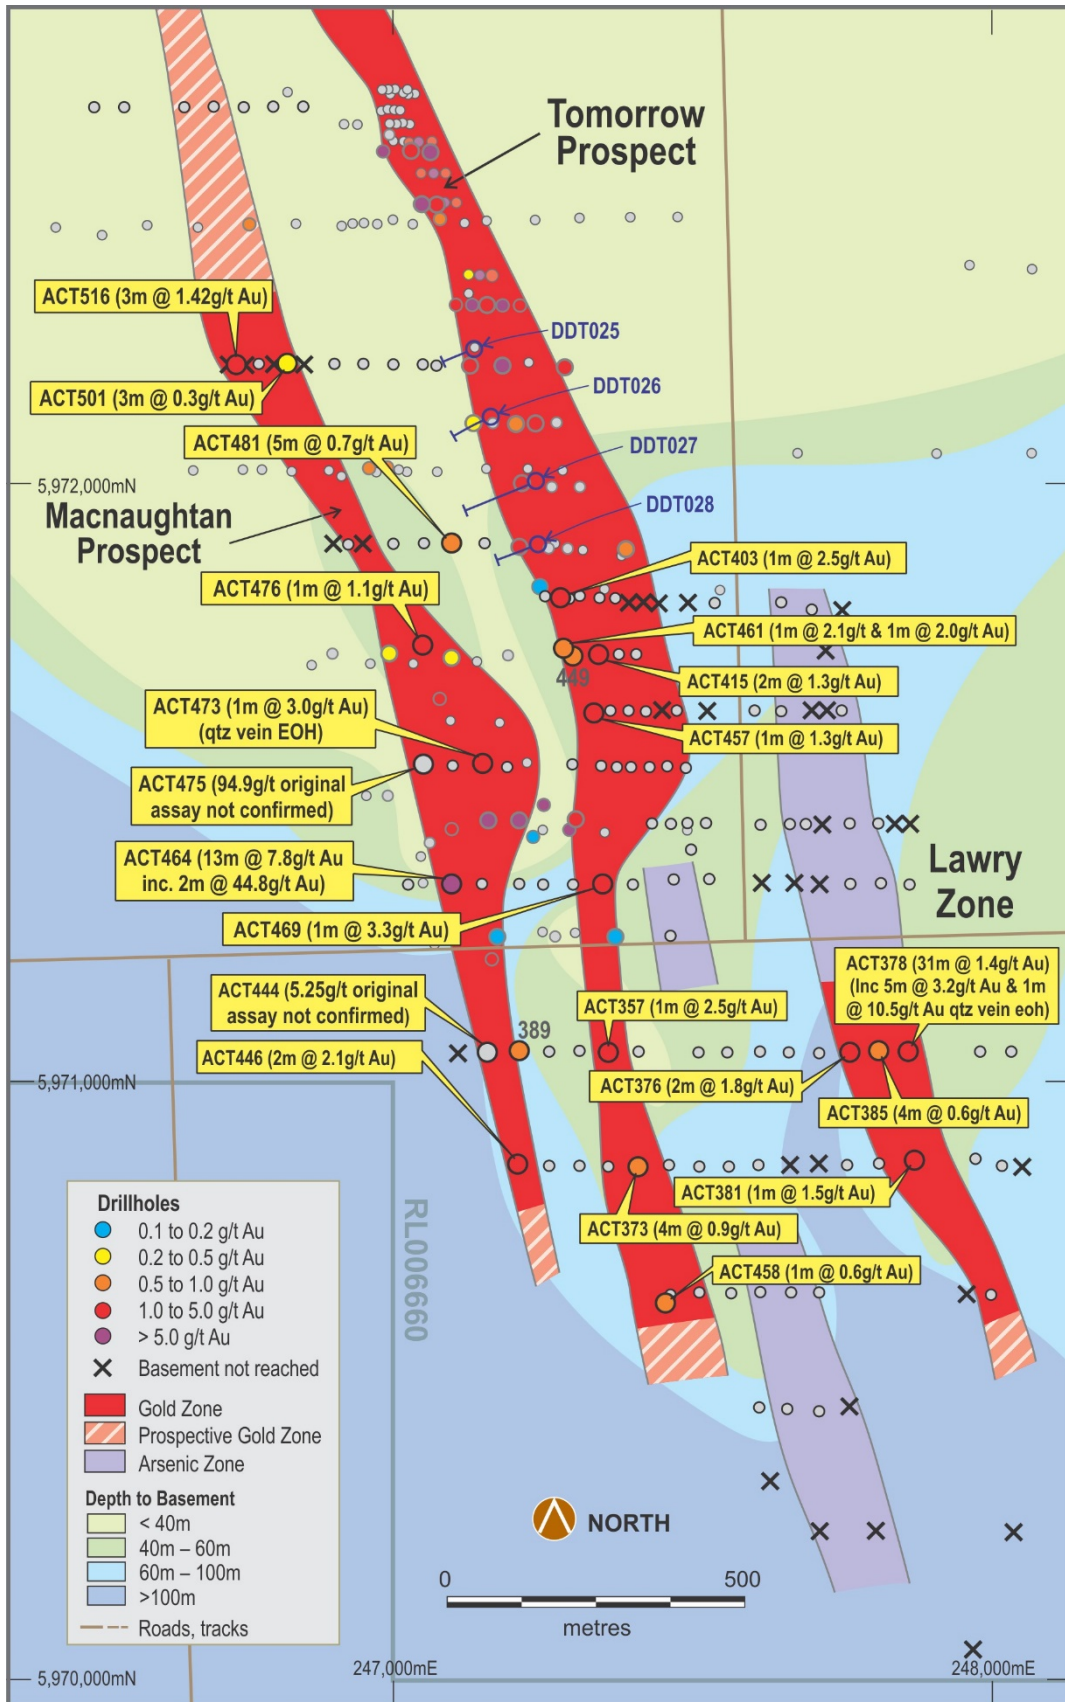 Tomorrow
Prospect
ACT516 (3m @ 1.42g/t Au)
DDT025
ACT501 (3m @ 0.3g/t Au)
DDT026
ACT481 (5m @ 0.7g/t Au)
DDT027
5,972,000mN
Macnaughtan
Prospect
DDT028
ACT403 (1m @ 2.5g/t Au)
ACT476 (1m @ 1.1g/t Au)
ACT461 (1m @ 2.1g/t & 1m @ 2.0g/t Au)
449
ACT415 (2m @ 1.3g/t Au)
ACT473 (1m @ 3.0g/t Au)
(qtz vein EOH)
ACT457 (1m @ 1.3g/t Au)
ACT475 (94.9g/t original
assay not confirmed)
ACT464 (13m @ 7.8g/t Au
inc. 2m @ 44.8g/t Au)
Lawry
Zone
ACT469 (1m @ 3.3g/t Au)
ACT378 (31m @ 1.4g/t Au)
(Inc 5m @ 3.2g/t Au & 1m
@ 10.5g/t Au qtz vein eoh)
ACT444 (5.25g/t original
assay not confirmed)
ACT357 (1m @ 2.5g/t Au)
389
ACT446 (2m @ 2.1g/t Au)
5,971,000mN
ACT376 (2m @ 1.8g/t Au)
ACT385 (4m @ 0.6g/t Au)
ACT381 (1m @ 1.5g/t Au)
ACT373 (4m @ 0.9g/t Au)
ACT458 (1m @ 0.6g/t Au)
RL006660
Drillholes
0.1 to 0.2 g/t Au
0.2 to 0.5 g/t Au
0.5 to 1.0 g/t Au
1.0 to 5.0 g/t Au
> 5.0 g/t Au
Basement not reached
Gold Zone
Prospective Gold Zone
Arsenic Zone
Depth to Basement
< 40m
40m – 60m
60m – 100m
>100m
Roads, tracks
NORTH
0 500
metres
5,970,000mN
247,000mE
248,000mE